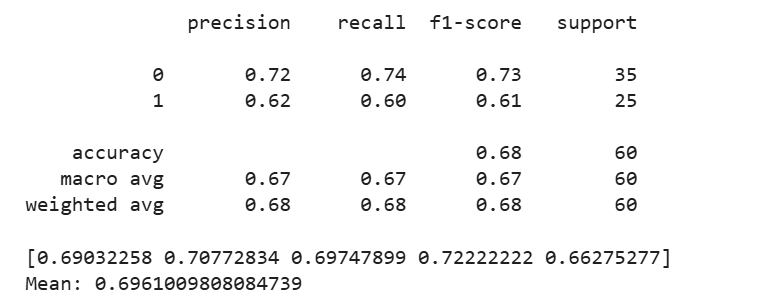 precision recall f1-score support
0 0.72 0.74 0.73 35
1 0.62 0.60 0.61 25
accuracy 0.68 60
macro avg 0.67 0.67 0.67 60
weighted avg 0.68 0.68 0.68 60
[0.69032258 0.70772834 0.69747899 0.72222222 0.66275277]
Mean: 0.6961009808084739